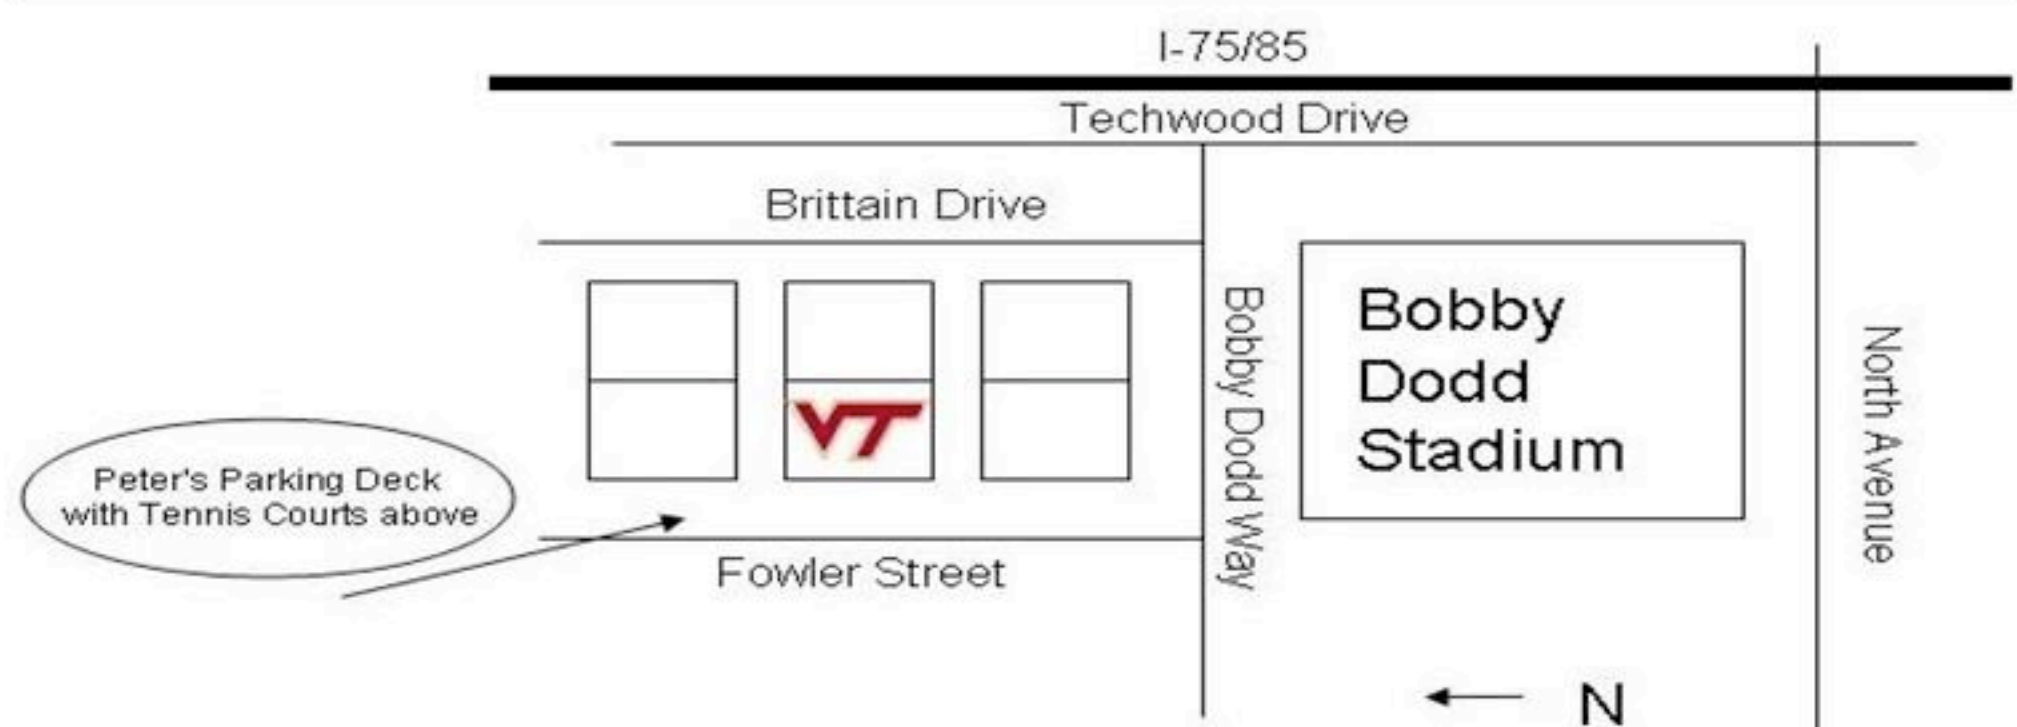 I-75/85
Techwood Drive
Brittain Drive
VT
Bobby
Dodd
Stadium
Bobby Dodd Way
North Avenue
Peter's Parking Deck
with Tennis Courts above
Fowler Street
N